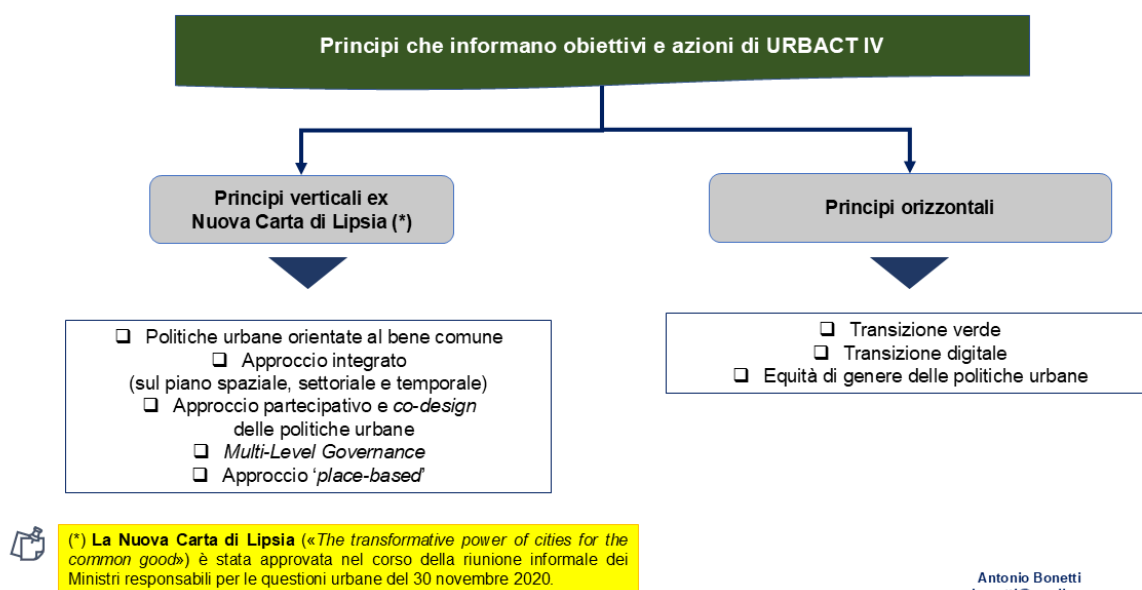 Principi che informano obiettivi e azioni di URBACT IV
Principi verticali ex
Nuova Carta di Lipsia (*)
Principi orizzontali
❑ Politiche urbane orientate al bene comune
❑ Approccio integrato
(sul piano spaziale, settoriale e temporale)
❑ Approccio partecipativo e co-design
delle politiche urbane
❑ Multi-Level Governance
❑ Approccio ‘place-based’
❑ Transizione verde
❑ Transizione digitale
❑ Equità di genere delle politiche urbane
(*) La Nuova Carta di Lipsia («The transformative power of cities for the
common good») è stata approvata nel corso della riunione informale dei
Ministri responsabili per le questioni urbane del 30 novembre 2020.
Antonio Bonetti